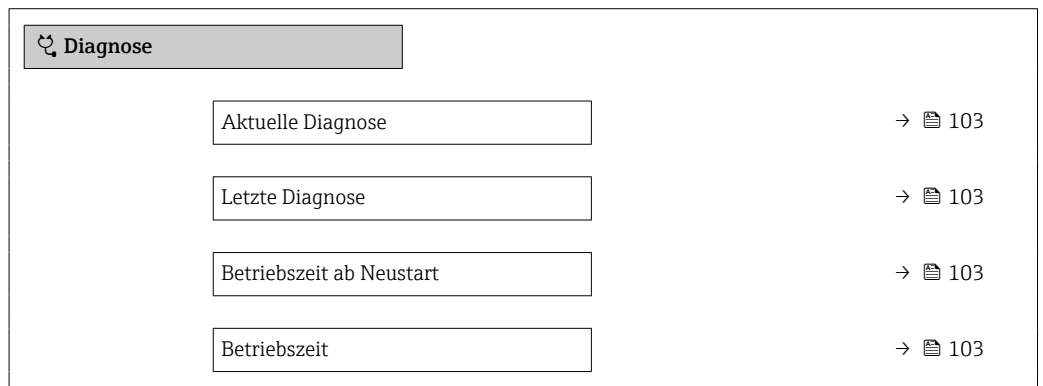 Diagnose
Aktuelle Diagnose → 103
Letzte Diagnose → 103
Betriebszeit ab Neustart → 103
Betriebszeit → 103